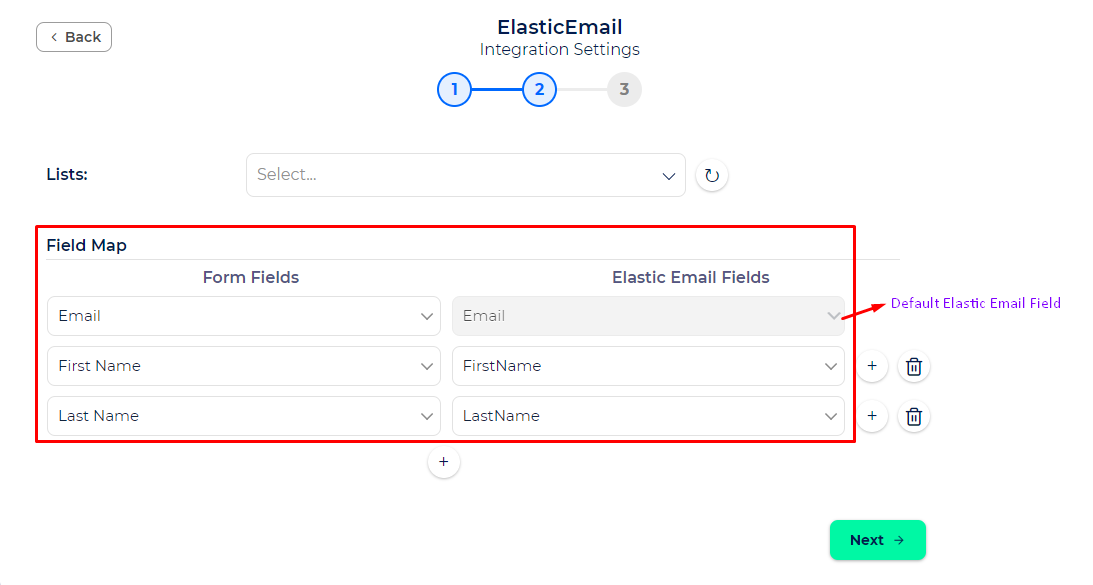 Back
ElasticEmail
Integration Settings
1 2 3
Lists: Select...
Field Map
Form Fields Elastic Email Fields
Email Email
Default Elastic Email Field
First Name FirstName +
Last Name LastName +
+
Next